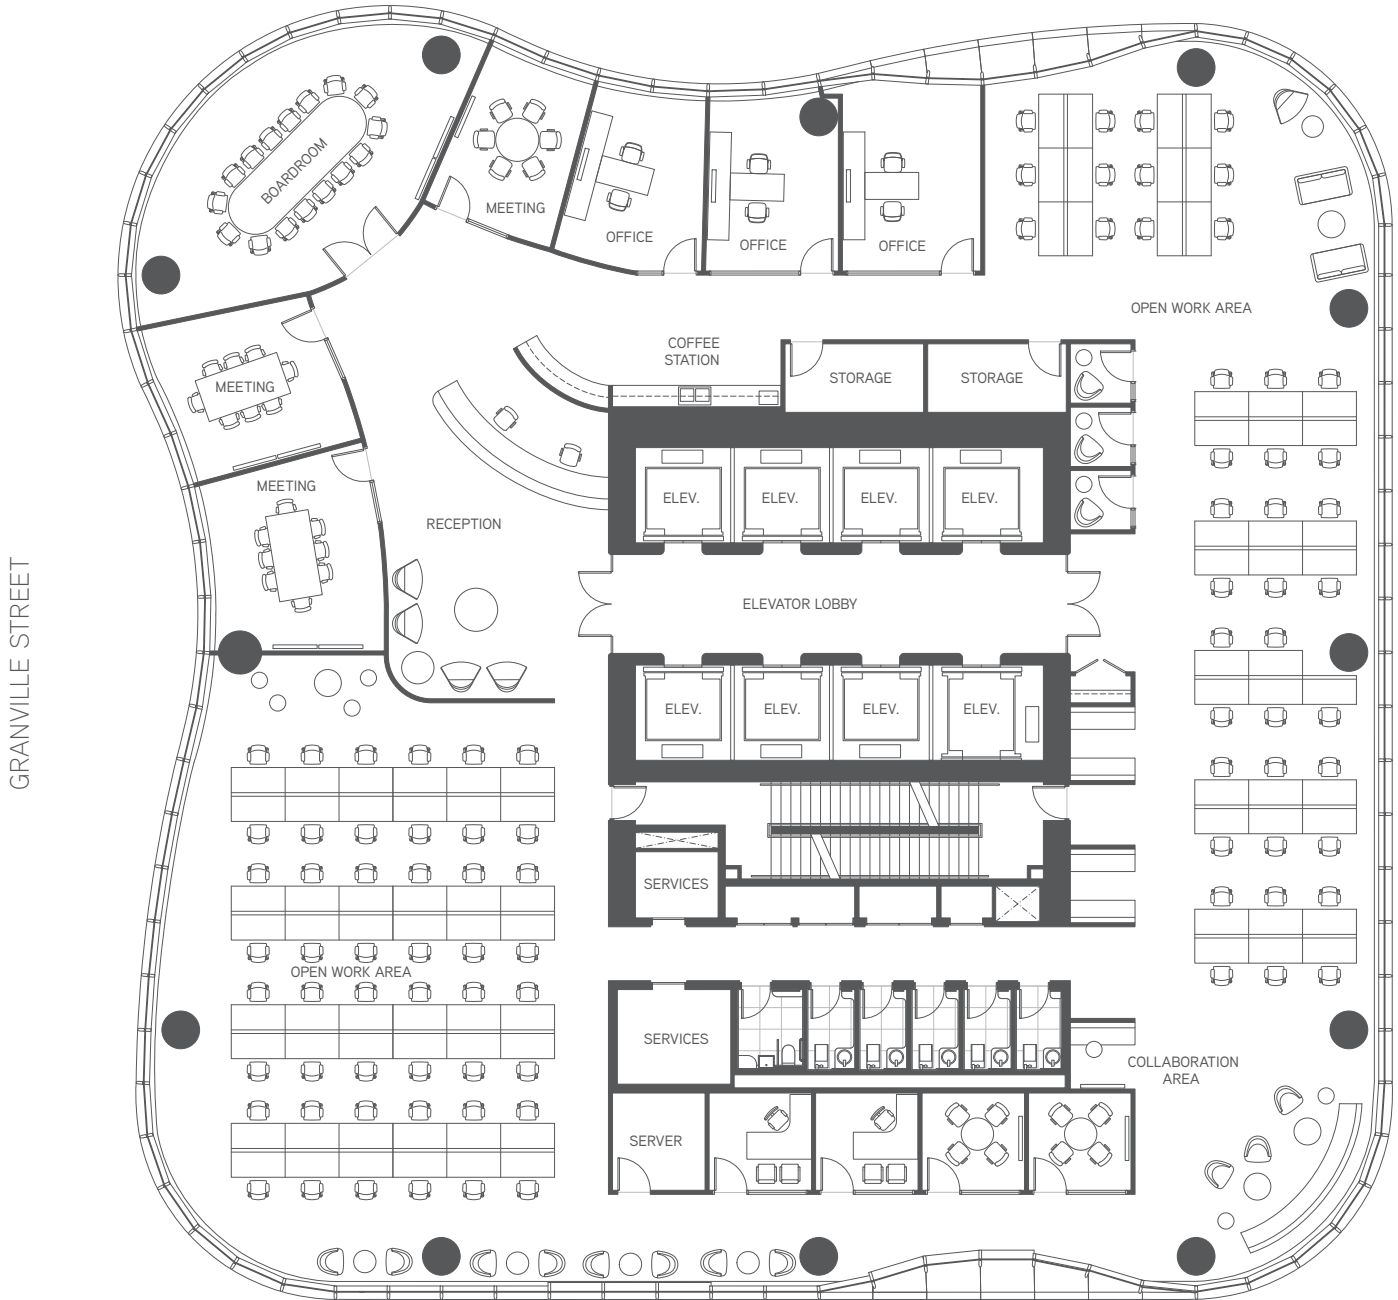 BOARDROOM
MEETING
OFFICE
OFFICE
OFFICE
OPEN WORK AREA
COFFEE
STATION
STORAGE
STORAGE
MEETING
MEETING
RECEPTION
ELEV.
ELEV.
ELEV.
ELEV.
ELEVATOR LOBBY
GRANVILLE STREET
ELEV.
ELEV.
ELEV.
ELEV.
SERVICES
OPEN WORK AREA
SERVICES
COLLABORATION
AREA
SERVER